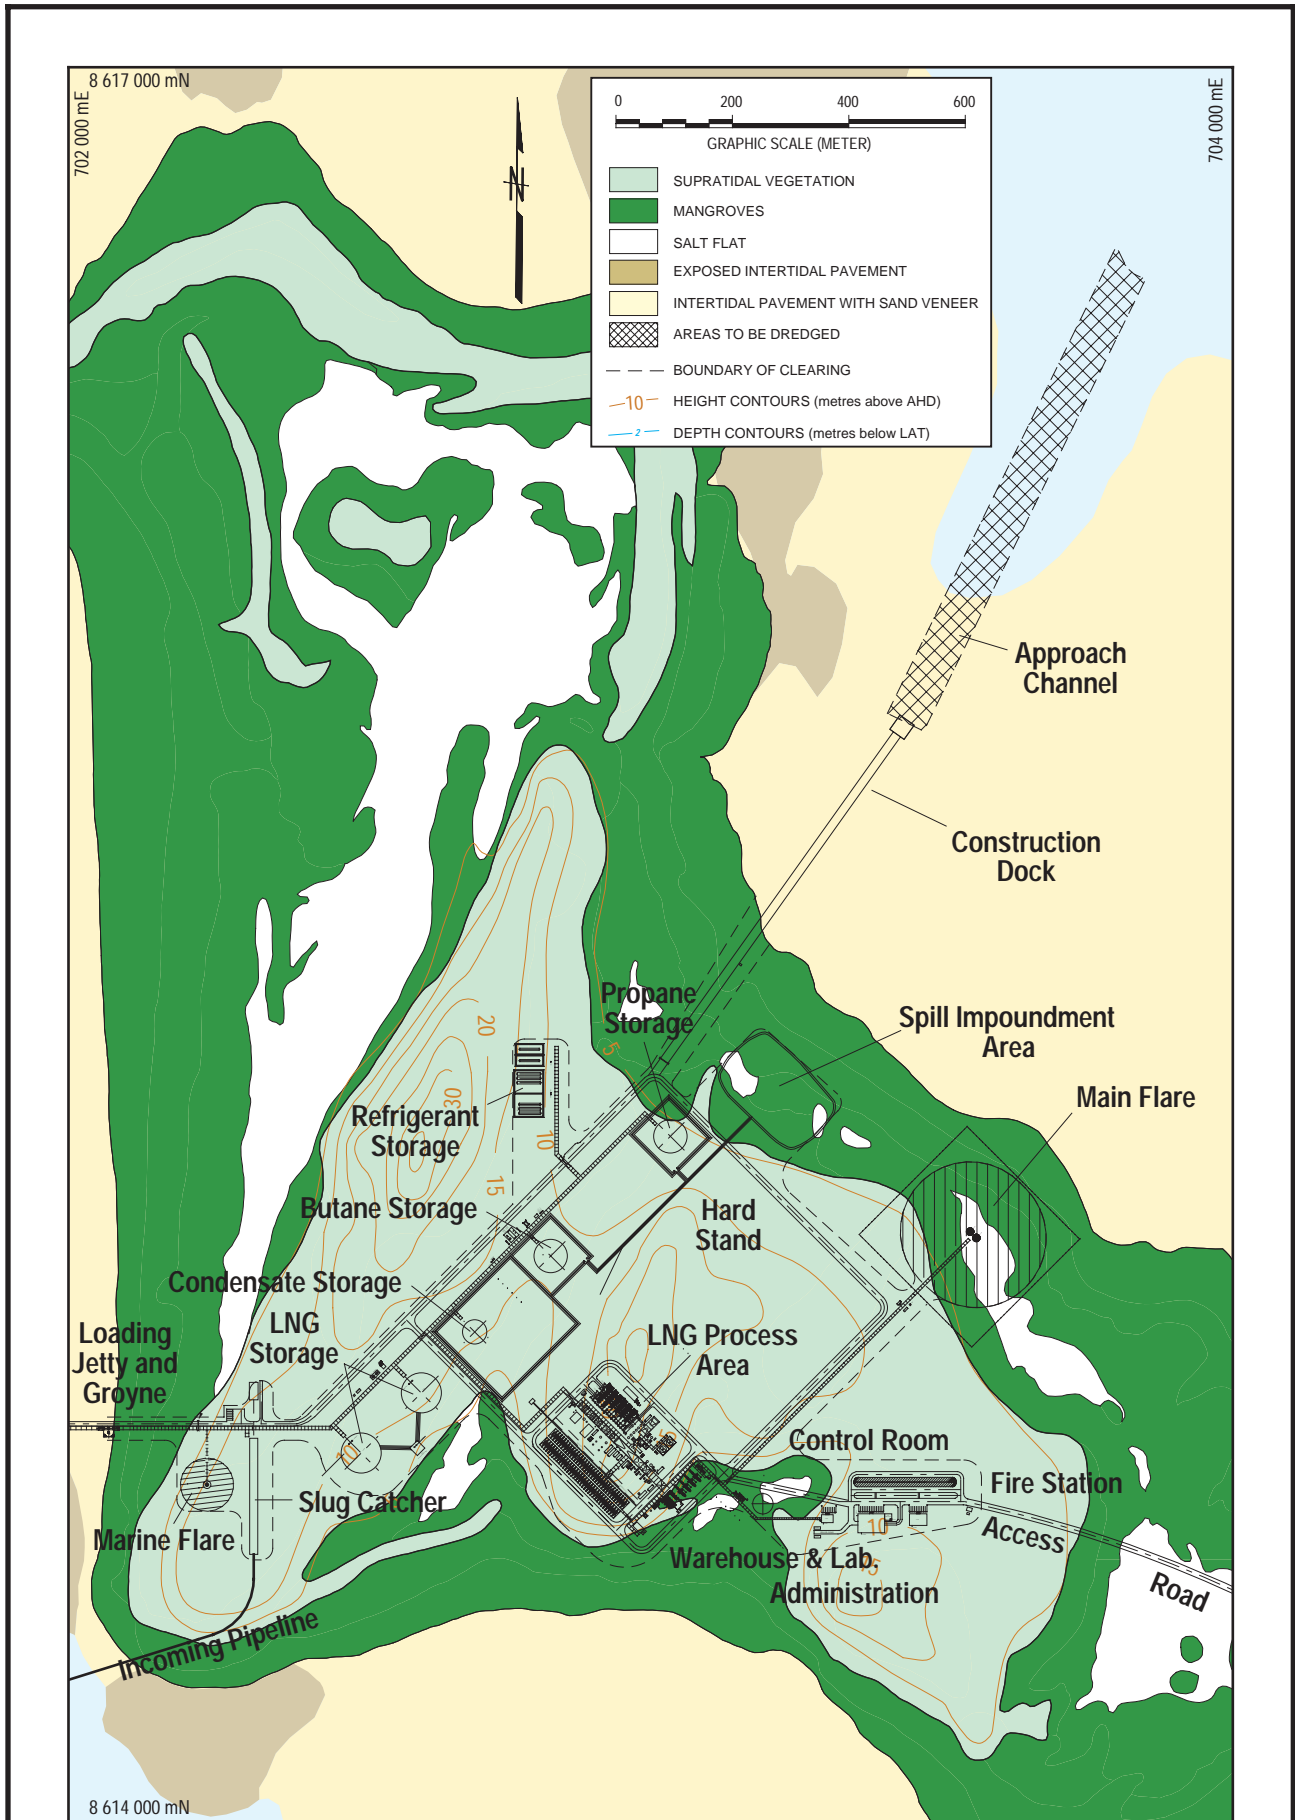 8 617 000 mN
702 000 mE
704 000 mE
0 200 400 600
GRAPHIC SCALE (METER)
SUPRATIDAL VEGETATION
MANGROVES
SALT FLAT
EXPOSED INTERTIDAL PAVEMENT
INTERTIDAL PAVEMENT WITH SAND VENEER
AREAS TO BE DREDGED
BOUNDARY OF CLEARING
10 HEIGHT CONTOURS (metres above AHD)
2 DEPTH CONTOURS (metres below LAT)
N
Approach
Channel
Construction
Dock
Propane
Storage
Spill Impoundment
Area
Main Flare
20
5
30
Refrigerant
Storage
10
15
Butane Storage
Hard
Stand
Condensate Storage
LNG
Storage
Loading
Jetty and
Groyne
LNG Process
Area
10
Control Room
Fire Station
Slug Catcher
Marine Flare
10
Access
Warehouse & Lab.
15
Administration
Road
Incoming Pipeline
8 614 000 mN